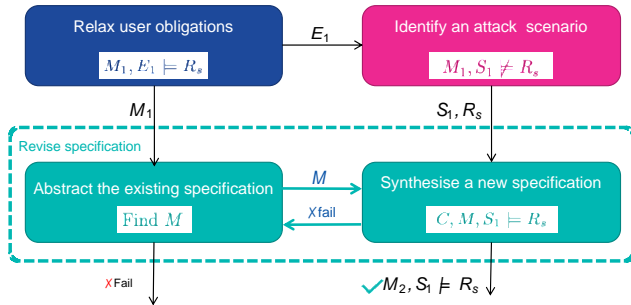 Relax user obligations
M₁, E₁ ⊨ Rₛ
E₁
Identify an attack scenario
M₁, S₁ ≠ Rₛ
M₁
S₁, Rₛ
Revise specification
Abstract the existing specification
Find M
M
✗fail
Synthesise a new specification
C, M, S₁ ⊨ Rₛ
✗Fail
✓M₂, S₁ ⊨ Rₛ